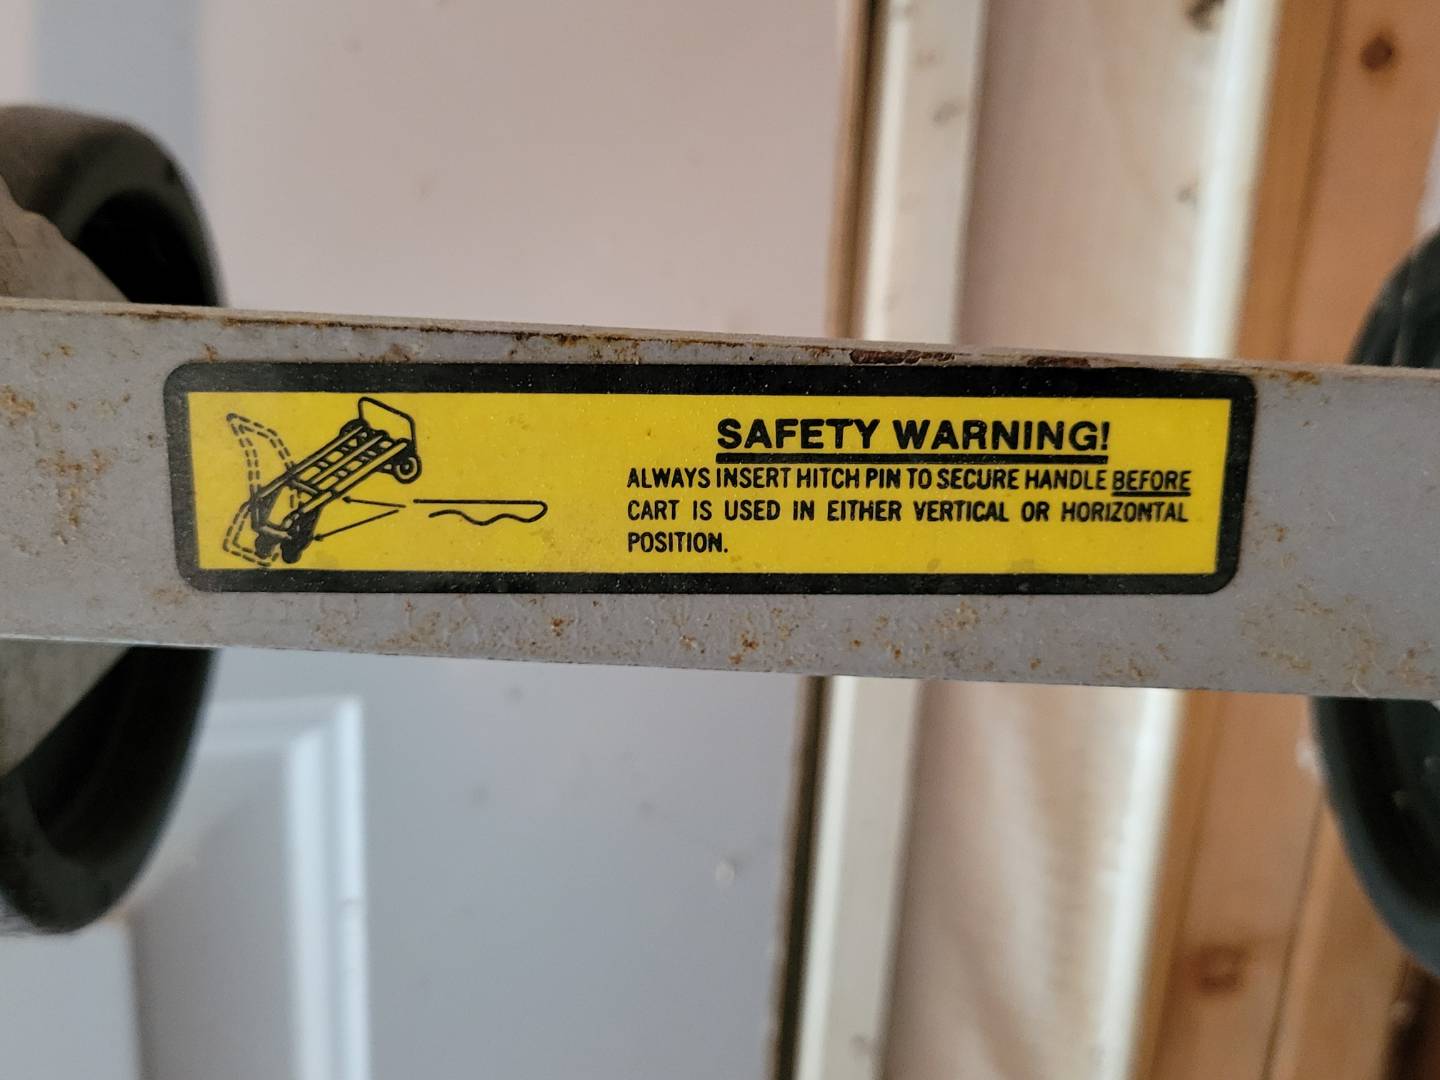 SAFETY WARNING!
ALWAYS INSERT HITCH PIN TO SECURE HANDLE BEFORE
CART IS USED IN EITHER VERTICAL OR HORIZONTAL
POSITION.